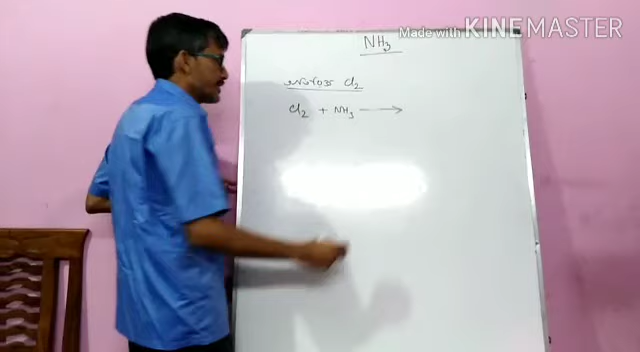 Made with KINEMASTER
NH₃
Cl₂
Cl₂ + NH₃ ⟶